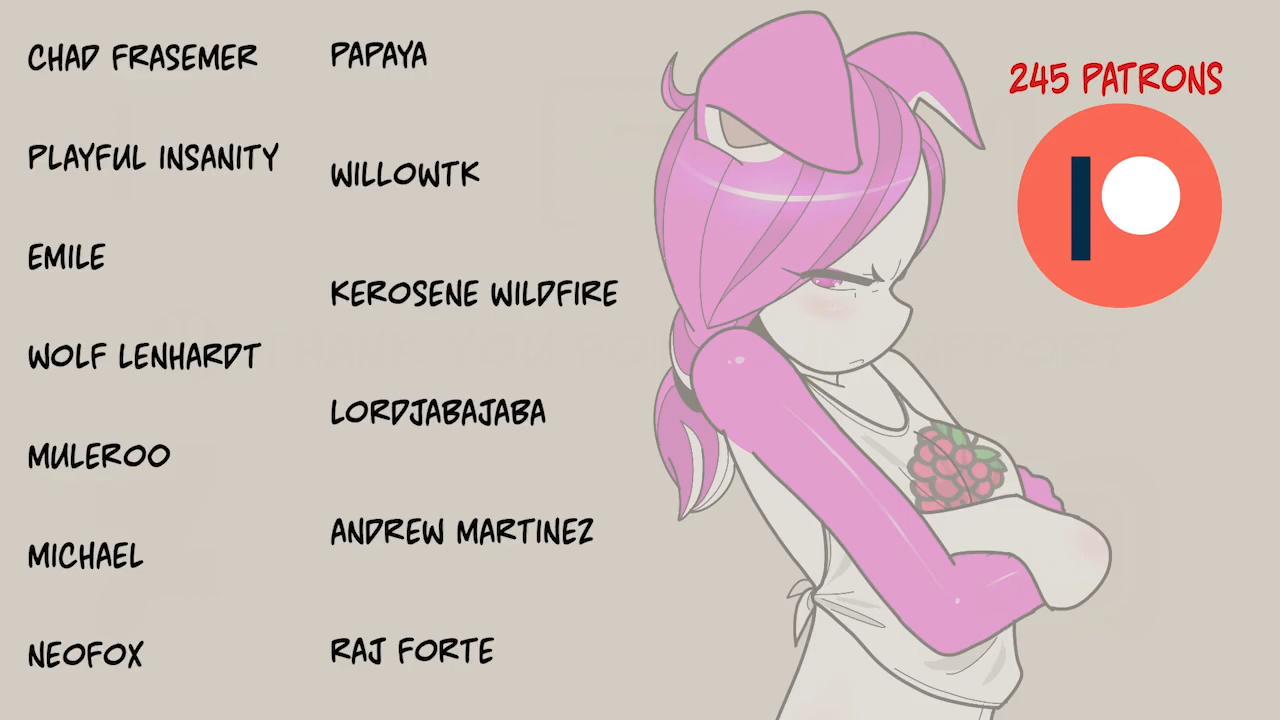 CHAD FRASEMER
PLAYFUL INSANITY
EMILE
WOLF LENHARDT
MULEROO
MICHAEL
NEOFOX
PAPAYA
WILLOWTK
KEROSENE WILDFIRE
LORDJABAJABA
ANDREW MARTINEZ
RAJ FORTE
245 PATRONS